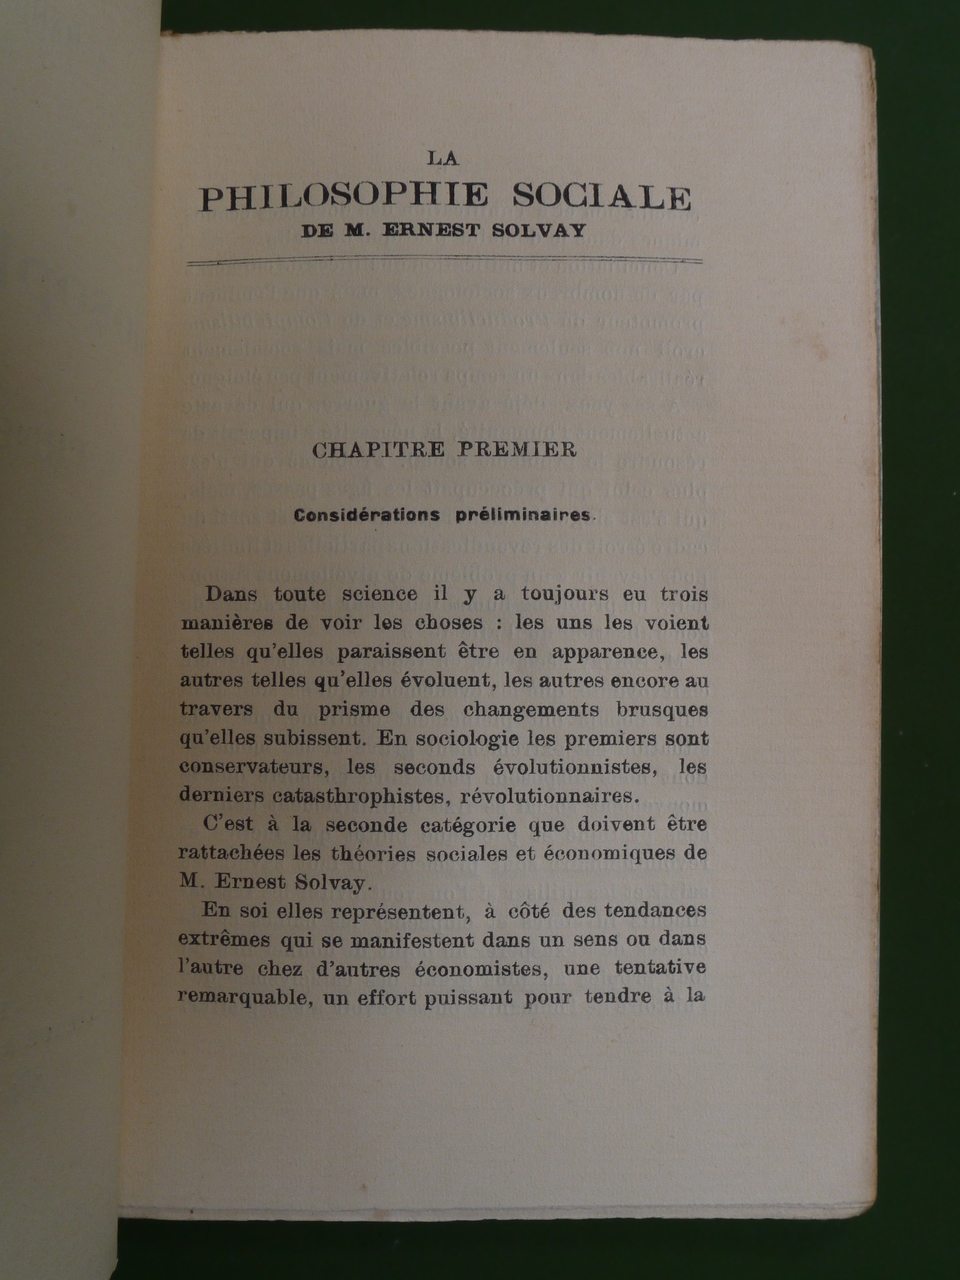 LA
PHILOSOPHIE SOCIALE
DE M. ERNEST SOLVAY
CHAPITRE PREMIER
Considérations préliminaires.
Dans toute science il y a toujours eu trois
manières de voir les choses : les uns les voient
telles qu'elles paraissent être en apparence, les
autres telles qu'elles évoluent, les autres encore au
travers du prisme des changements brusques
qu'elles subissent. En sociologie les premiers sont
conservateurs, les seconds évolutionnistes, les
derniers catasthrophistes, révolutionnaires.
C'est à la seconde catégorie que doivent être
rattachées les théories sociales et économiques de
M. Ernest Solvay.
En soi elles représentent, à côté des tendances
extrêmes qui se manifestent dans un sens ou dans
l'autre chez d'autres économistes, une tentative
remarquable, un effort puissant pour tendre à la